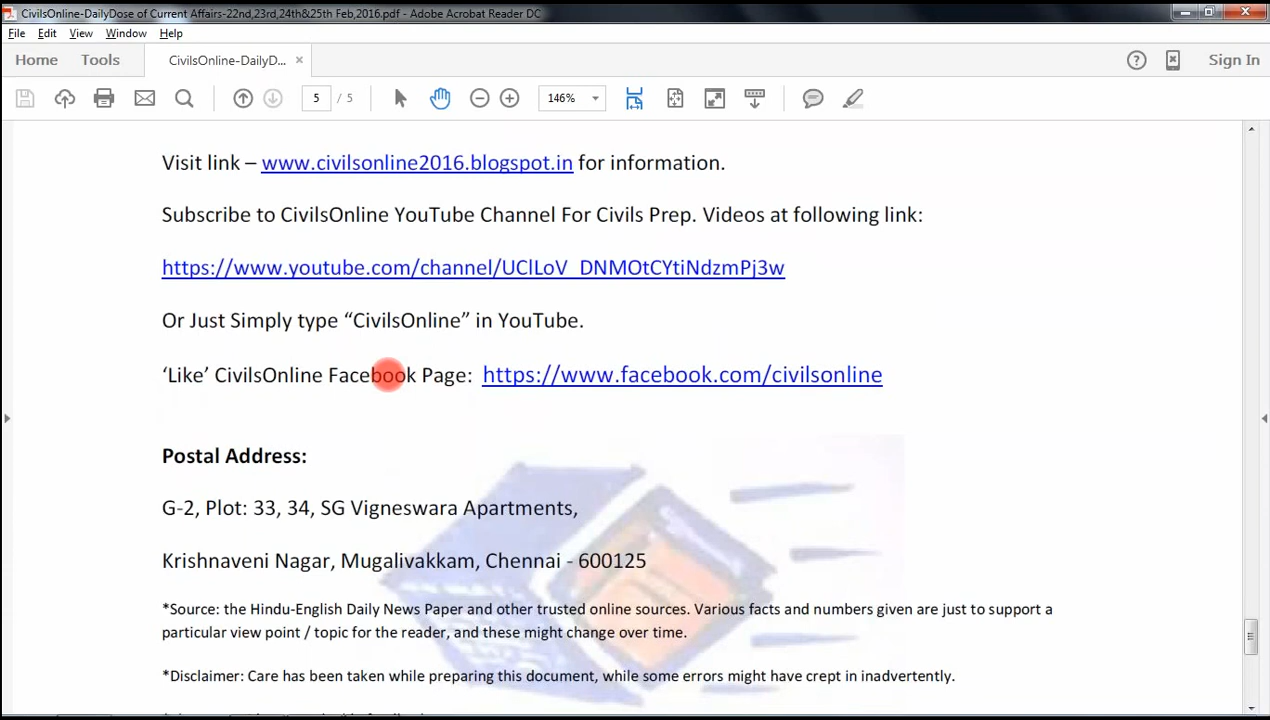 CivilsOnline-DailyDose of Current Affairs-22nd,23rd,24th&25th Feb,2016.pdf - Adobe Acrobat Reader DC
File Edit View Window Help
Home Tools CivilsOnline-DailyD... × Sign In
5 / 5 146%
Visit link – www.civilsonline2016.blogspot.in for information.
Subscribe to CivilsOnline YouTube Channel For Civils Prep. Videos at following link:
https://www.youtube.com/channel/UClLoV_DNMOtCYtiNdzmPj3w
Or Just Simply type “CivilsOnline” in YouTube.
‘Like’ CivilsOnline Facebook Page: https://www.facebook.com/civilsonline
Postal Address:
G-2, Plot: 33, 34, SG Vigneswara Apartments,
Krishnaveni Nagar, Mugalivakkam, Chennai - 600125
*Source: the Hindu-English Daily News Paper and other trusted online sources. Various facts and numbers given are just to support a
particular view point / topic for the reader, and these might change over time.
*Disclaimer: Care has been taken while preparing this document, while some errors might have crept in inadvertently.